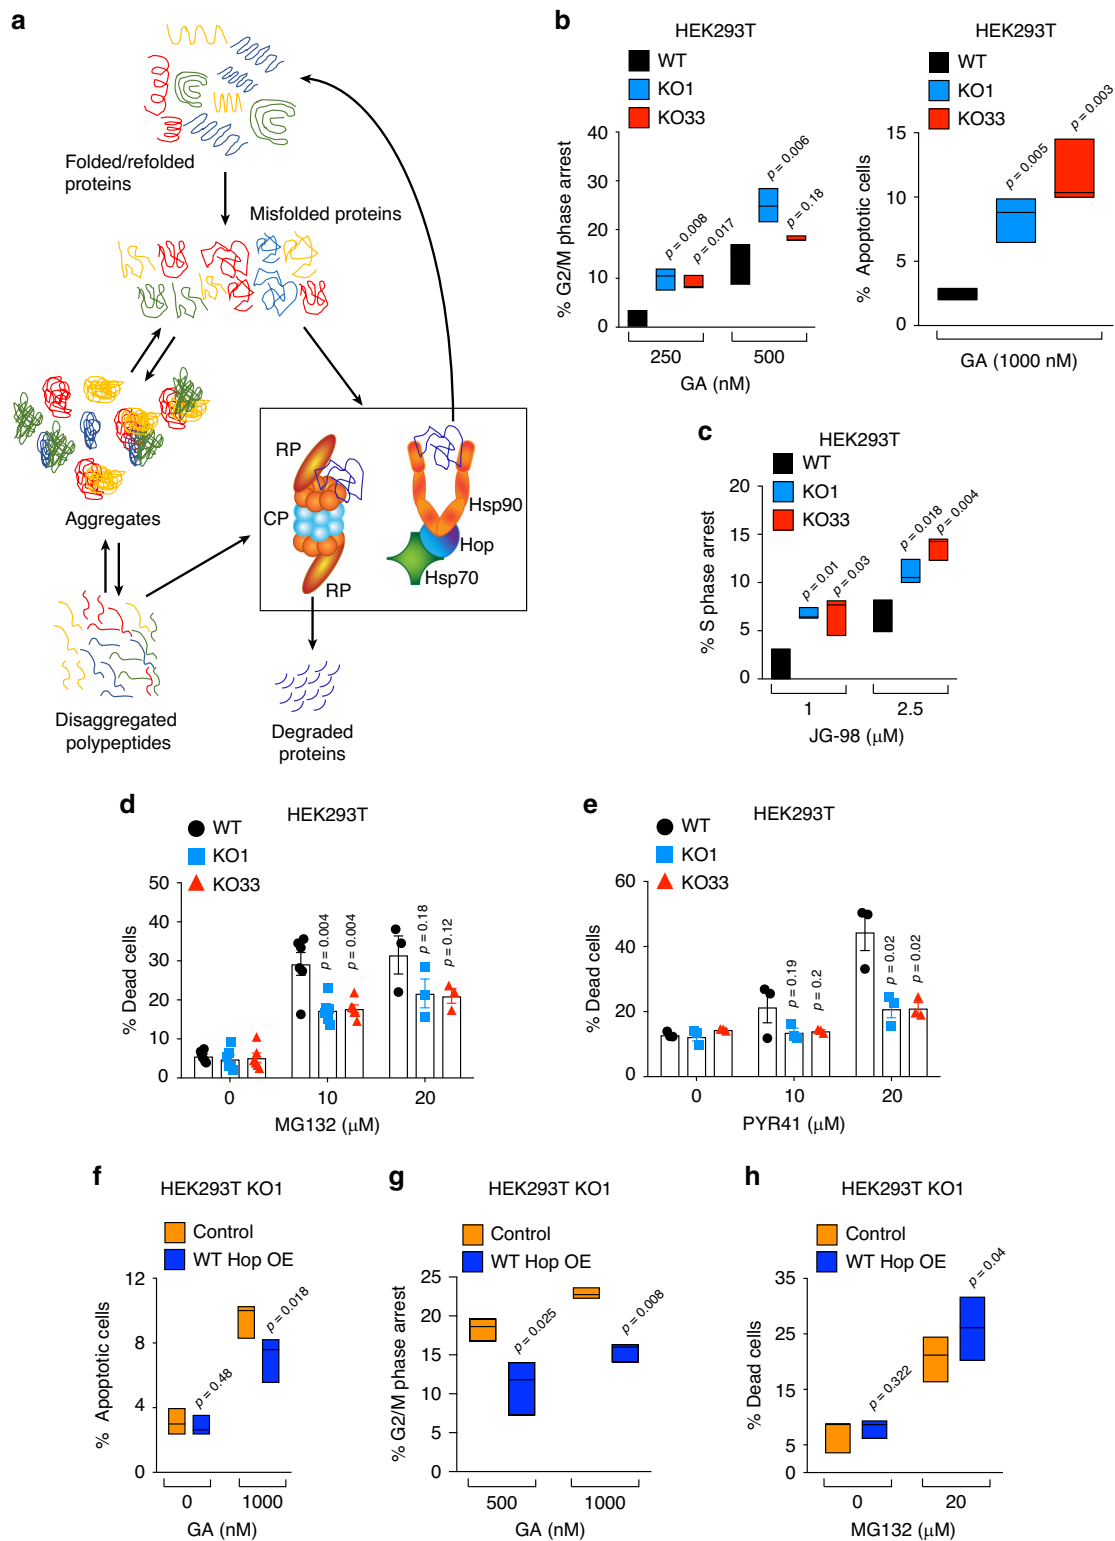 a
Folded/refolded
proteins
Misfolded proteins
Aggregates
Disaggregated
polypeptides
RP
CP
RP
Hsp90
Hop
Hsp70
Degraded
proteins
b
HEK293T
WT
KO1
KO33
% G2/M phase arrest
40
30
20
10
0
p = 0.008
p = 0.017
p = 0.006
p = 0.18
250
500
GA (nM)
HEK293T
WT
KO1
KO33
% Apoptotic cells
15
10
5
0
p = 0.005
p = 0.003
GA (1000 nM)
c
HEK293T
WT
KO1
KO33
% S phase arrest
20
15
10
5
0
p = 0.01
p = 0.03
p = 0.018
p = 0.004
1
2.5
JG-98 (μM)
d
HEK293T
WT
KO1
KO33
% Dead cells
50
40
30
20
10
0
p = 0.004
p = 0.004
p = 0.18
p = 0.12
0
10
20
MG132 (μM)
e
HEK293T
WT
KO1
KO33
% Dead cells
60
40
20
0
p = 0.19
p = 0.2
p = 0.02
p = 0.02
0
10
20
PYR41 (μM)
f
HEK293T KO1
Control
WT Hop OE
% Apoptotic cells
12
8
4
0
p = 0.48
p = 0.018
0
1000
GA (nM)
g
HEK293T KO1
Control
WT Hop OE
% G2/M phase arrest
25
20
15
10
5
0
p = 0.025
p = 0.008
500
1000
GA (nM)
h
HEK293T KO1
Control
WT Hop OE
% Dead cells
35
25
15
5
0
p = 0.322
p = 0.04
0
20
MG132 (μM)